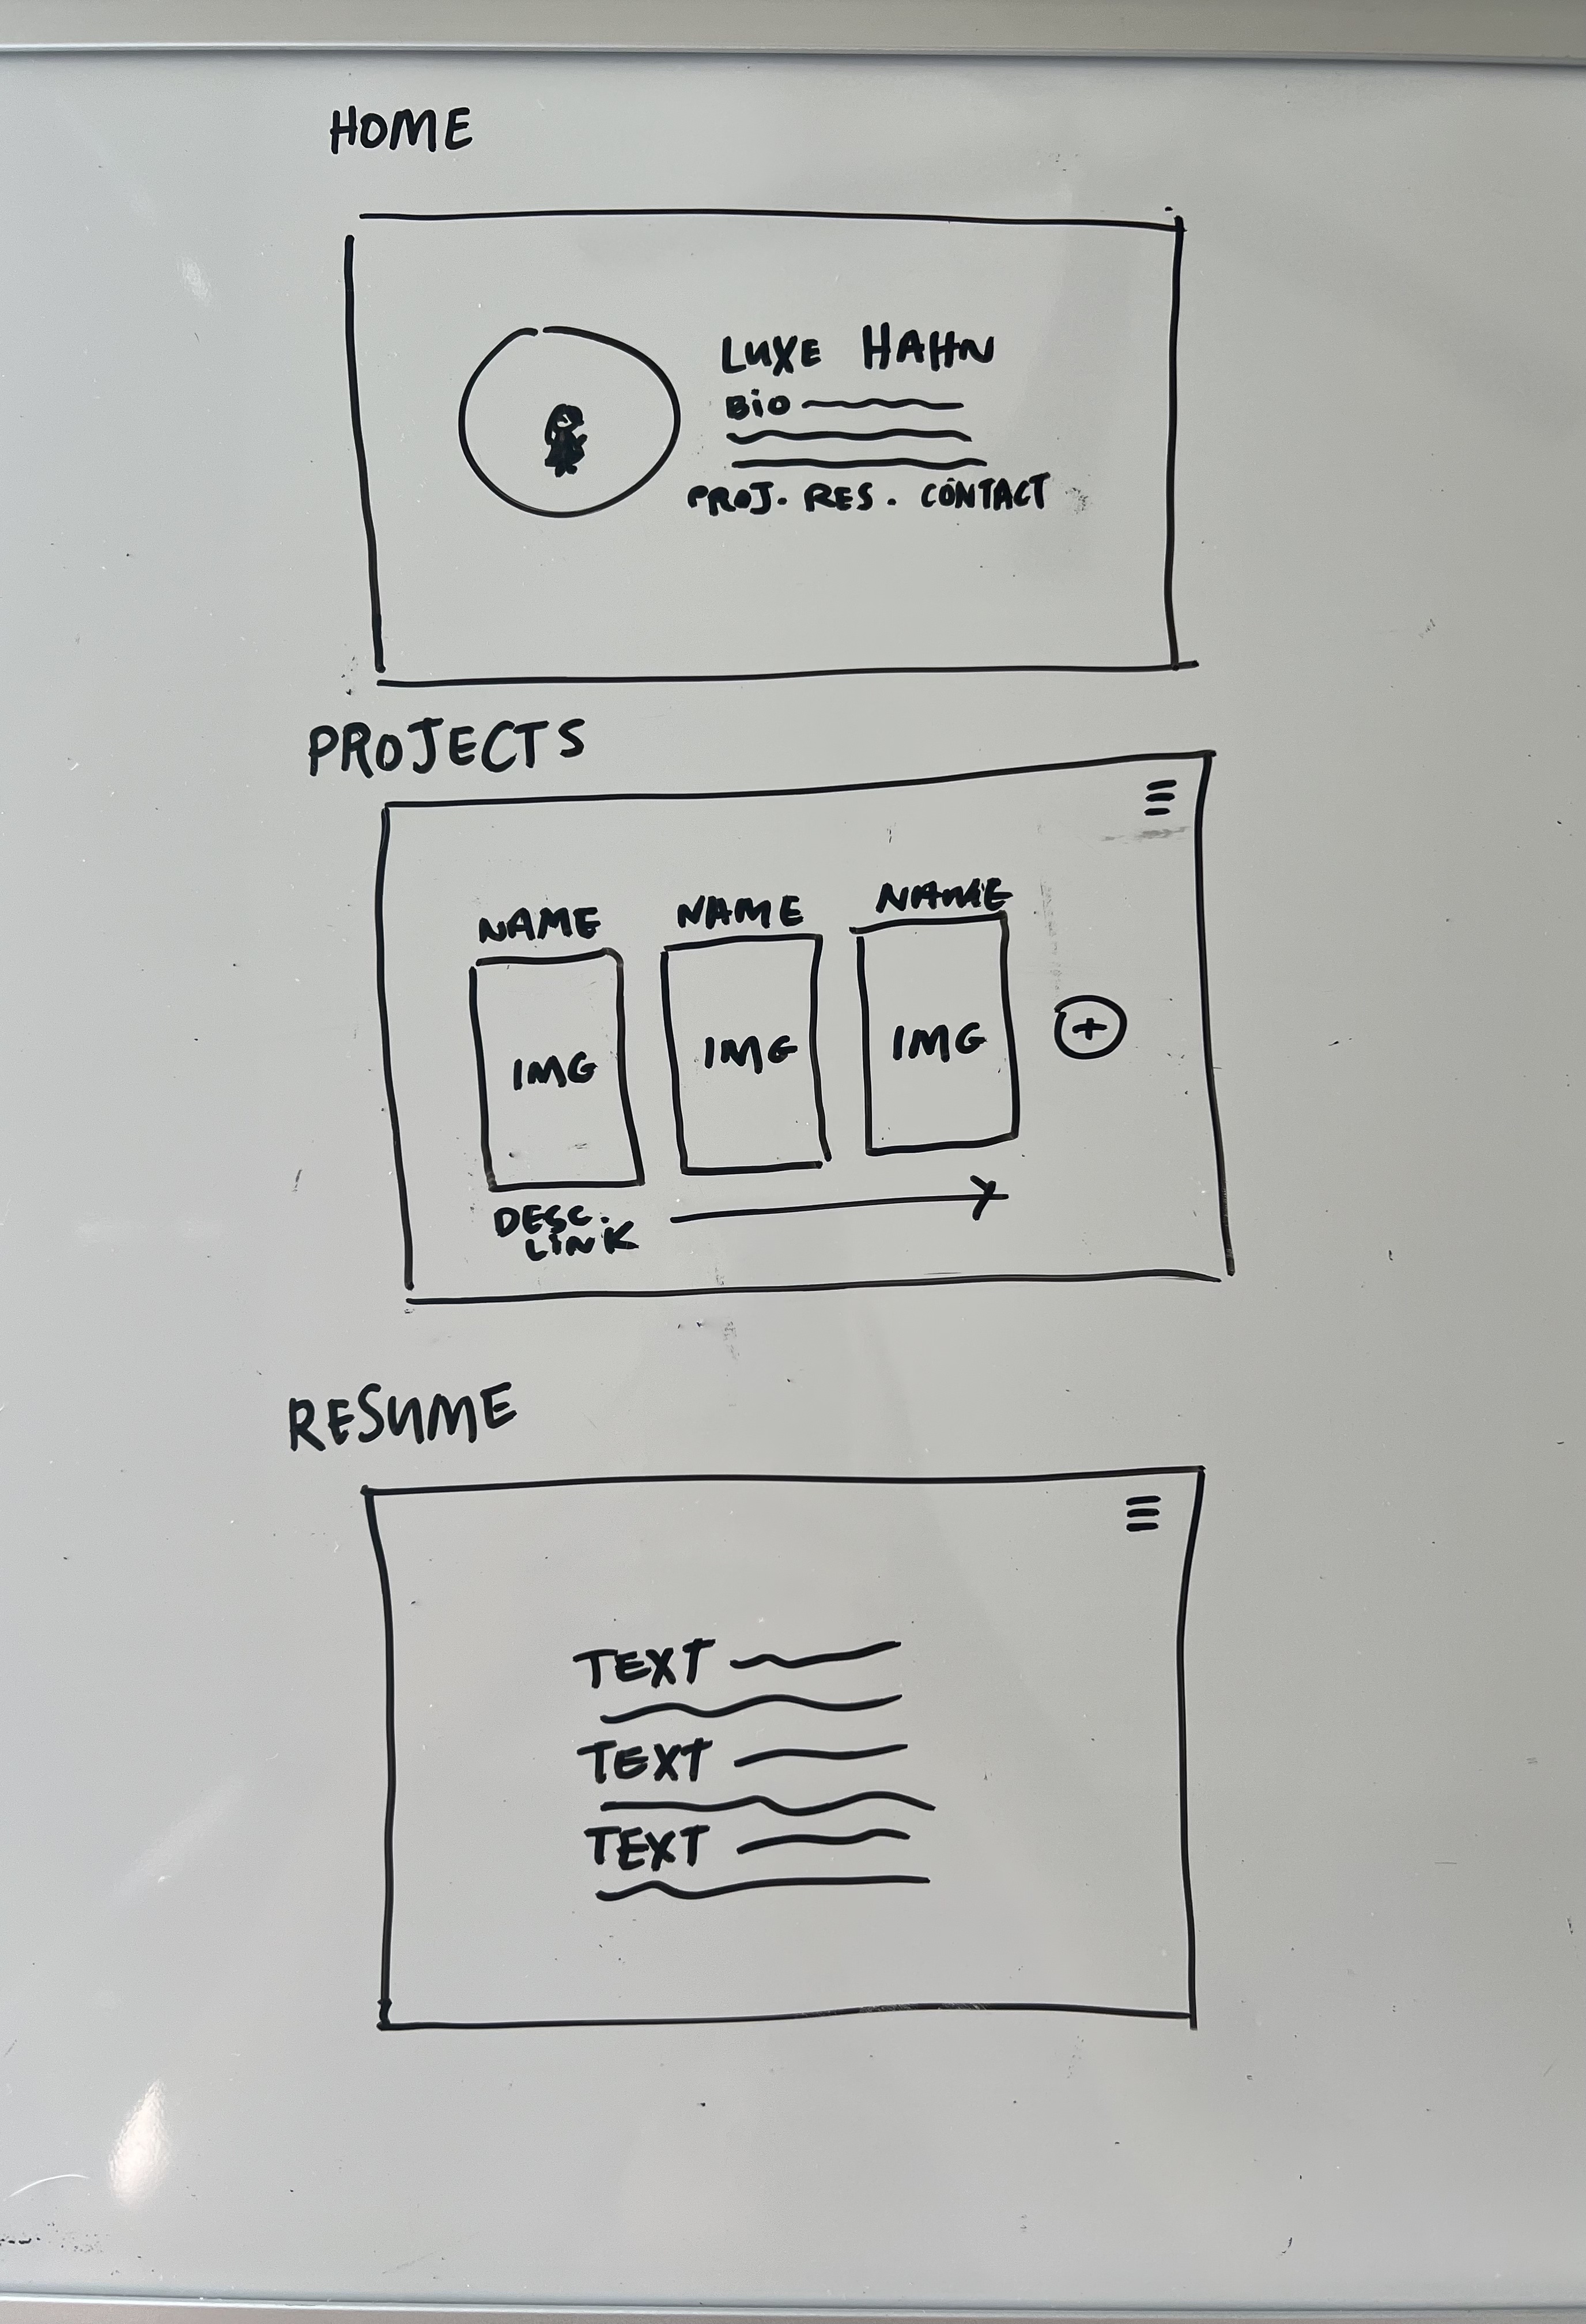 HOME
LUXE HAHN
BiO
PROJ. RES. CONTACT
PROJECTS
NAME NAME NAME
IMG IMG IMG
+
DESC.
LINK
RESUME
TEXT
TEXT
TEXT